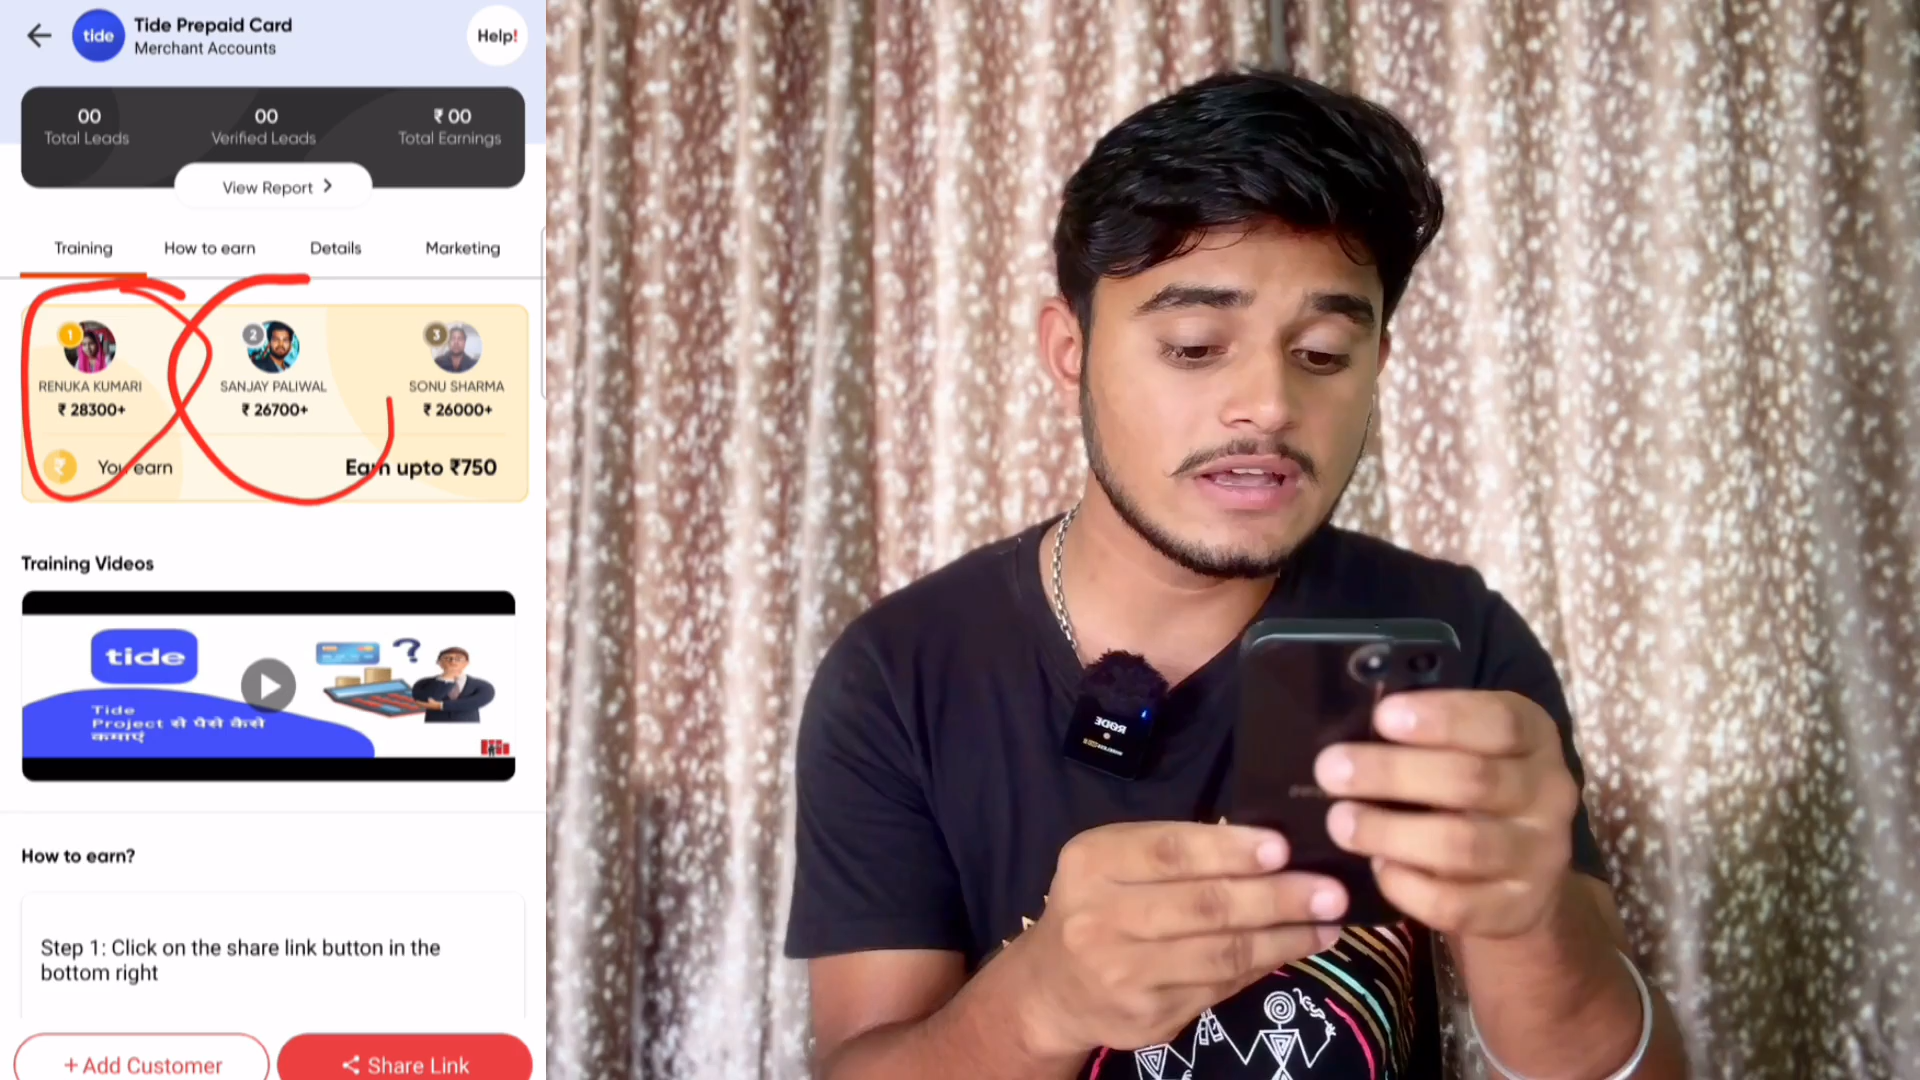 tide
Tide Prepaid Card
Merchant Accounts
Help!
00
Total Leads
00
Verified Leads
₹ 00
Total Earnings
View Report >
Training
How to earn
Details
Marketing
1
RENUKA KUMARI
₹ 28300+
2
SANJAY PALIWAL
₹ 26700+
3
SONU SHARMA
₹ 26000+
₹ You earn
Earn upto ₹750
Training Videos
tide
?
Tide
Project से पैसे कैसे
कमाएं
How to earn?
Step 1: Click on the share link button in the
bottom right
+ Add Customer
Share Link
RØDE